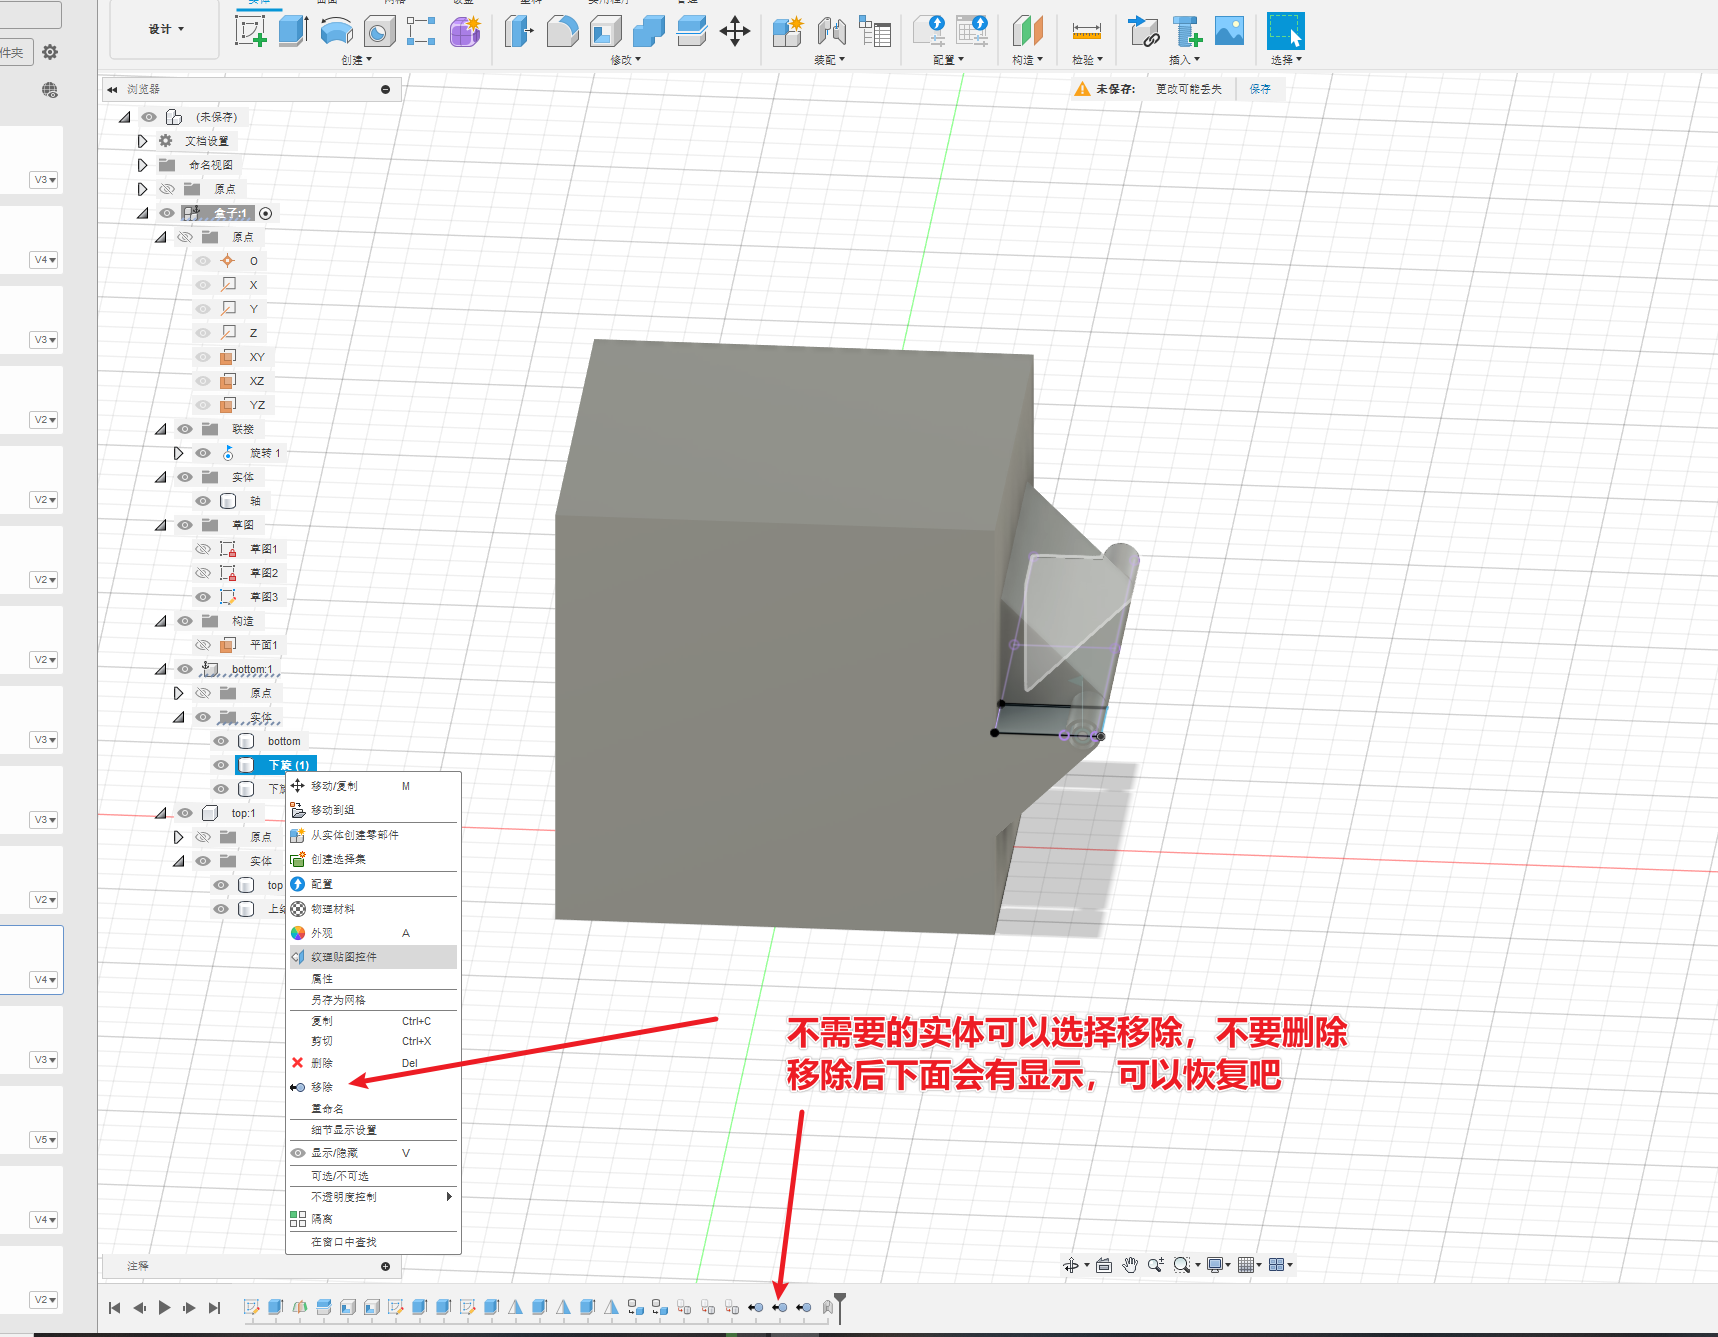 件夹
设计
创建
修改
装配
配置
构造
检验
插入
选择
浏览器
未保存:
更改可能丢失
保存
(未保存)
文档设置
命名视图
原点
盒子:1
原点
O
X
Y
Z
XY
XZ
YZ
联接
旋转 1
实体
轴
草图
草图1
草图2
草图3
构造
平面1
bottom:1
原点
实体
bottom
下旋 (1)
top:1
原点
实体
top
移动/复制 M
移动到组
从实体创建零部件
创建选择集
配置
物理材料
外观 A
纹理贴图控件
属性
另存为网格
复制 Ctrl+C
剪切 Ctrl+X
删除 Del
移除
重命名
细节显示设置
显示/隐藏 V
可选/不可选
不透明度控制
隔离
在窗口中查找
不需要的实体可以选择移除，不要删除
移除后下面会有显示，可以恢复吧
注释
V3
V4
V3
V2
V2
V2
V2
V3
V3
V2
V4
V3
V5
V4
V2